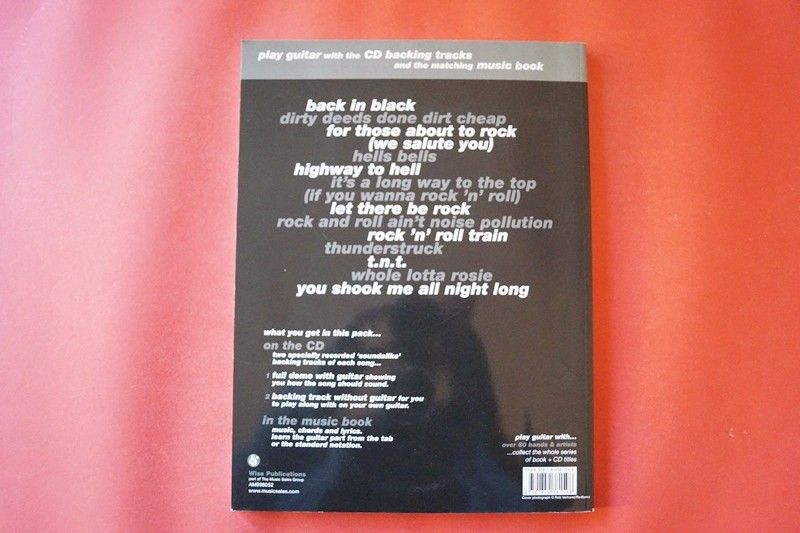 play guitar with the CD backing tracks
and the matching music book
back in black
dirty deeds done dirt cheap
for those about to rock
(we salute you)
hells bells
highway to hell
it's a long way to the top
(if you wanna rock 'n' roll)
let there be rock
rock and roll ain't noise pollution
rock 'n' roll train
thunderstruck
t.n.t.
whole lotta rosie
you shook me all night long
what you get in this pack...
on the CD
two specially recorded 'soundalike'
backing tracks of each song...
1 full demo with guitar showing
you how the song should sound.
2 backing track without guitar for you
to play along with on your own guitar.
in the music book
music, chords and lyrics.
learn the guitar part from the tab
or the standard notation.
play guitar with...
over 80 bands & artists
...collect the whole series
of book + CD titles
Wise Publications
part of The Music Sales Group
www.musicsales.com
Cover photograph ©